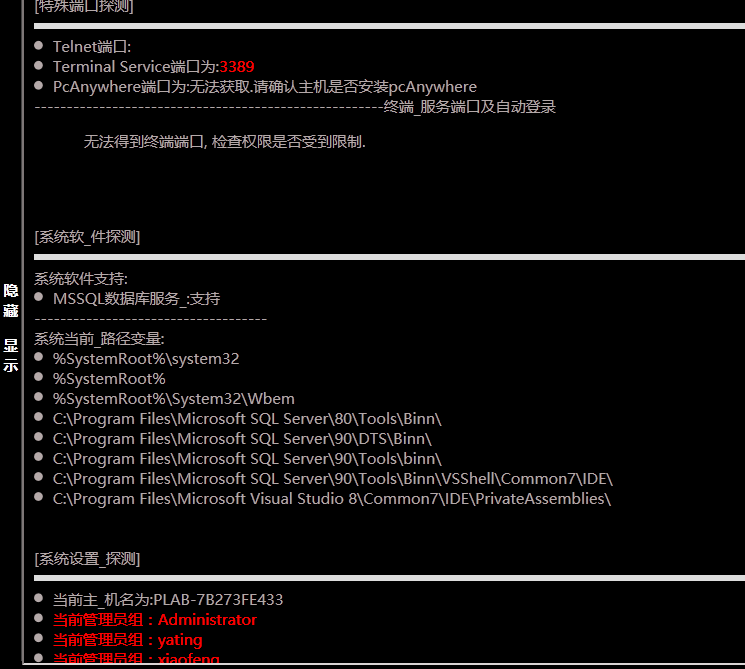 [特殊端口探测]
Telnet端口:
Terminal Service端口为:3389
PcAnywhere端口为:无法获取.请确认主机是否安装pcAnywhere
------------------------------------------------------终端_服务端口及自动登录
无法得到终端端口, 检查权限是否受到限制.
[系统软_件探测]
系统软件支持:
MSSQL数据库服务_:支持
------------------------------------
系统当前_路径变量:
%SystemRoot%\system32
%SystemRoot%
%SystemRoot%\System32\Wbem
C:\Program Files\Microsoft SQL Server\80\Tools\Binn\
C:\Program Files\Microsoft SQL Server\90\DTS\Binn\
C:\Program Files\Microsoft SQL Server\90\Tools\binn\
C:\Program Files\Microsoft SQL Server\90\Tools\Binn\VSShell\Common7\IDE\
C:\Program Files\Microsoft Visual Studio 8\Common7\IDE\PrivateAssemblies\
[系统设置_探测]
当前主_机名为:PLAB-7B273FE433
当前管理员组：Administrator
当前管理员组：yating
当前管理员组：xiaofeng
隐藏
显示